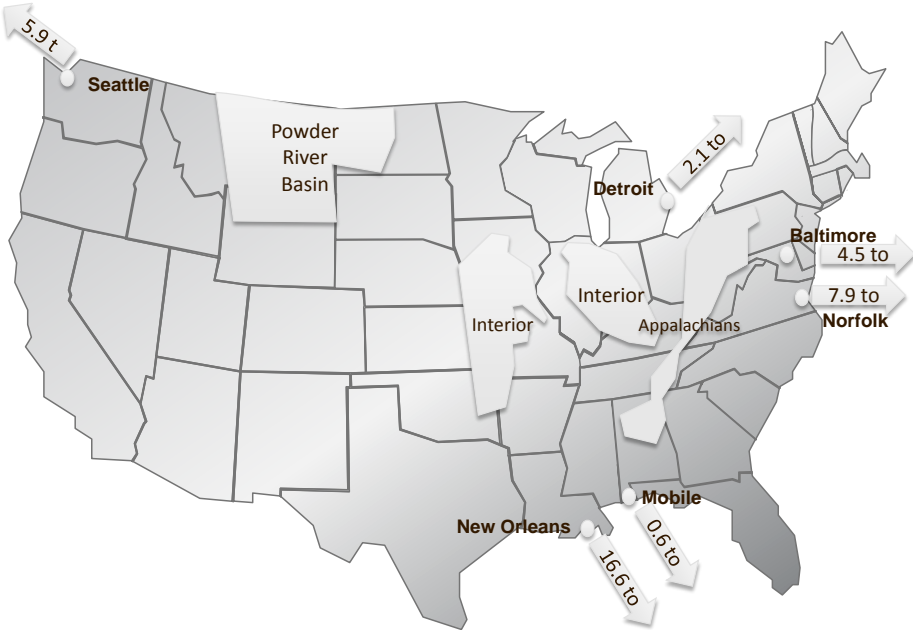 5.9 t
Seattle
Powder
River
Basin
2.1 to
Detroit
Baltimore
4.5 to
7.9 to
Norfolk
Interior
Interior
Appalachians
Mobile
New Orleans
0.6 to
16.6 to